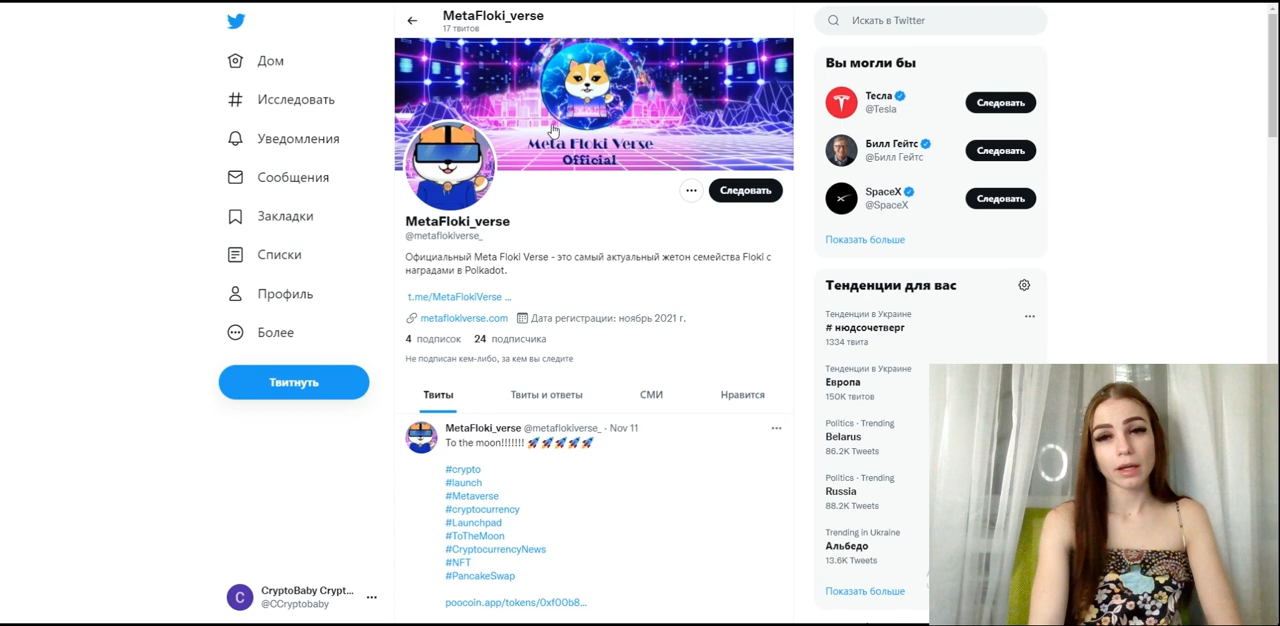 MetaFloki_verse
17 твитов
Искать в Twitter
Дом
Исследовать
Уведомления
Сообщения
Закладки
Списки
Профиль
Более
Твитнуть
CryptoBaby Crypt...
@CCryptobaby
Meta Floki Verse
Official
Следовать
MetaFloki_verse
@metaflokiverse_
Официальный Meta Floki Verse - это самый актуальный жетон семейства Floki с
наградами в Polkadot.
t.me/MetaFlokiVerse ...
metaflokiverse.com Дата регистрации: ноябрь 2021 г.
4 подписок 24 подписчика
Не подписан кем-либо, за кем вы следите
Твиты Твиты и ответы СМИ Нравится
MetaFloki_verse @metaflokiverse_ · Nov 11
To the moon!!!!!!! 🚀🚀🚀🚀🚀
#crypto
#launch
#Metaverse
#cryptocurrency
#Launchpad
#ToTheMoon
#CryptocurrencyNews
#NFT
#PancakeSwap
poocoin.app/tokens/0xf00b8...
Вы могли бы
Тесла
@Tesla
Следовать
Билл Гейтс
@Билл Гейтс
Следовать
SpaceX
@SpaceX
Следовать
Показать больше
Тенденции для вас
Тенденции в Украине
# нюдсочетверг
1334 твита
Тенденции в Украине
Европа
150K твитов
Politics · Trending
Belarus
86.2K Tweets
Politics · Trending
Russia
88.2K Tweets
Trending in Ukraine
Альбедо
13.6K Tweets
Показать больше